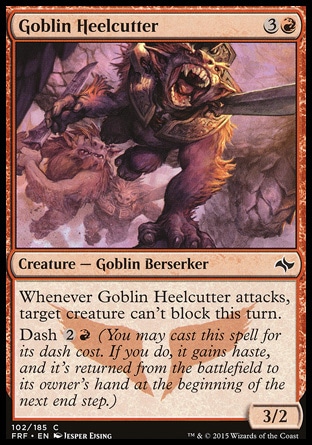 Goblin Heelcutter 3
Creature — Goblin Berserker
Whenever Goblin Heelcutter attacks,
target creature can't block this turn.
Dash 2 (You may cast this spell for
its dash cost. If you do, it gains haste,
and it's returned from the battlefield to
its owner's hand at the beginning of the
next end step.)
3/2
102/185 C
FRF • EN Jesper Ejsing
™ & © 2015 Wizards of the Coast